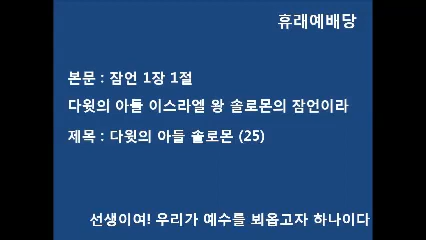 휴래예배당
본문 : 잠언 1장 1절
다윗의 아들 이스라엘 왕 솔로몬의 잠언이라
제목 : 다윗의 아들 솔로몬 (25)
선생이여! 우리가 예수를 뵈옵고자 하나이다